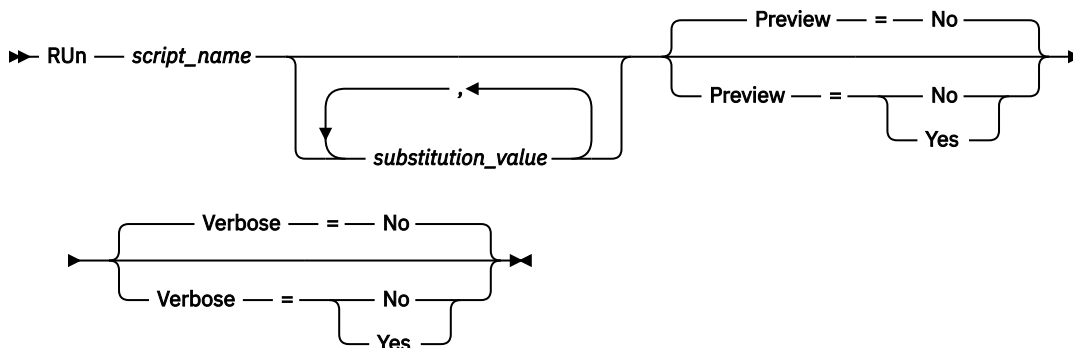 Preview = No
RUn script_name
,
Preview = No
Yes
substitution_value
Verbose = No
Verbose = No
Yes